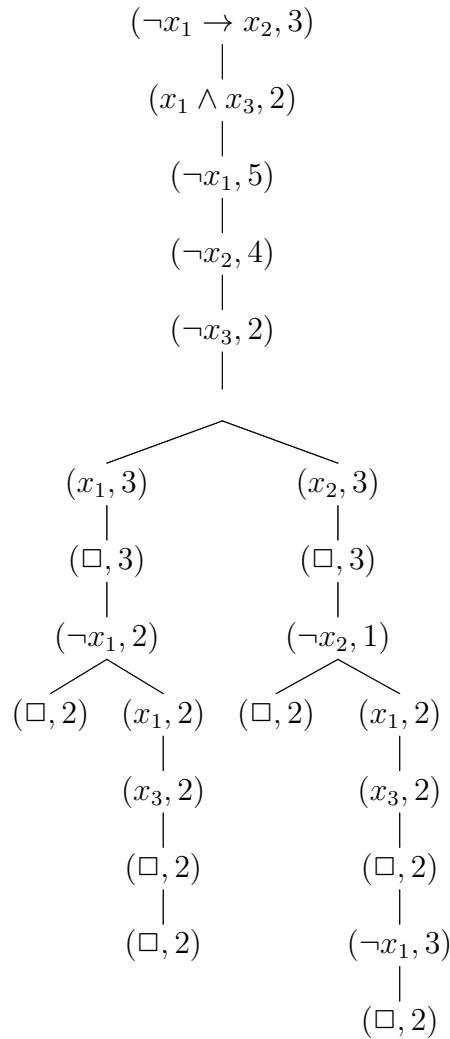 (¬x₁ → x₂, 3)
(x₁ ∧ x₃, 2)
(¬x₁, 5)
(¬x₂, 4)
(¬x₃, 2)
(x₁, 3) (x₂, 3)
(□, 3) (□, 3)
(¬x₁, 2) (¬x₂, 1)
(□, 2) (x₁, 2) (□, 2) (x₁, 2)
(x₃, 2) (x₃, 2)
(□, 2) (□, 2)
(□, 2) (¬x₁, 3)
(□, 2)